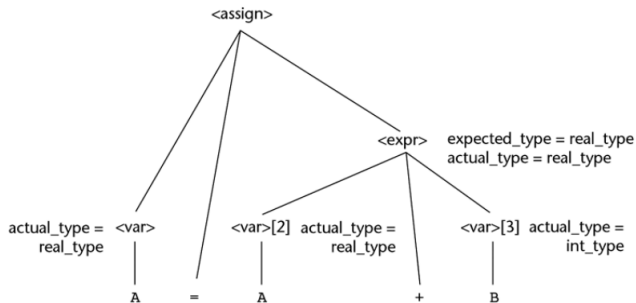 <assign>
<expr> expected_type = real_type
actual_type = real_type
actual_type = <var> <var>[2] actual_type = <var>[3] actual_type =
real_type real_type int_type
A = A + B